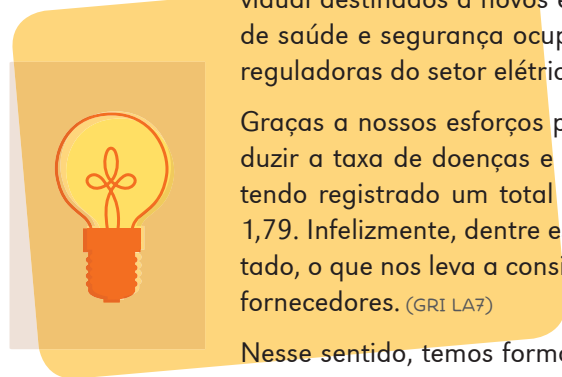 de saúde e segurança ocup
reguladoras do setor elétric
Graças a nossos esforços p
duzir a taxa de doenças e
tendo registrado um total
1,79. Infelizmente, dentre e
tado, o que nos leva a consi
fornecedores. (GRI LA7)
Nesse sentido, temos forma